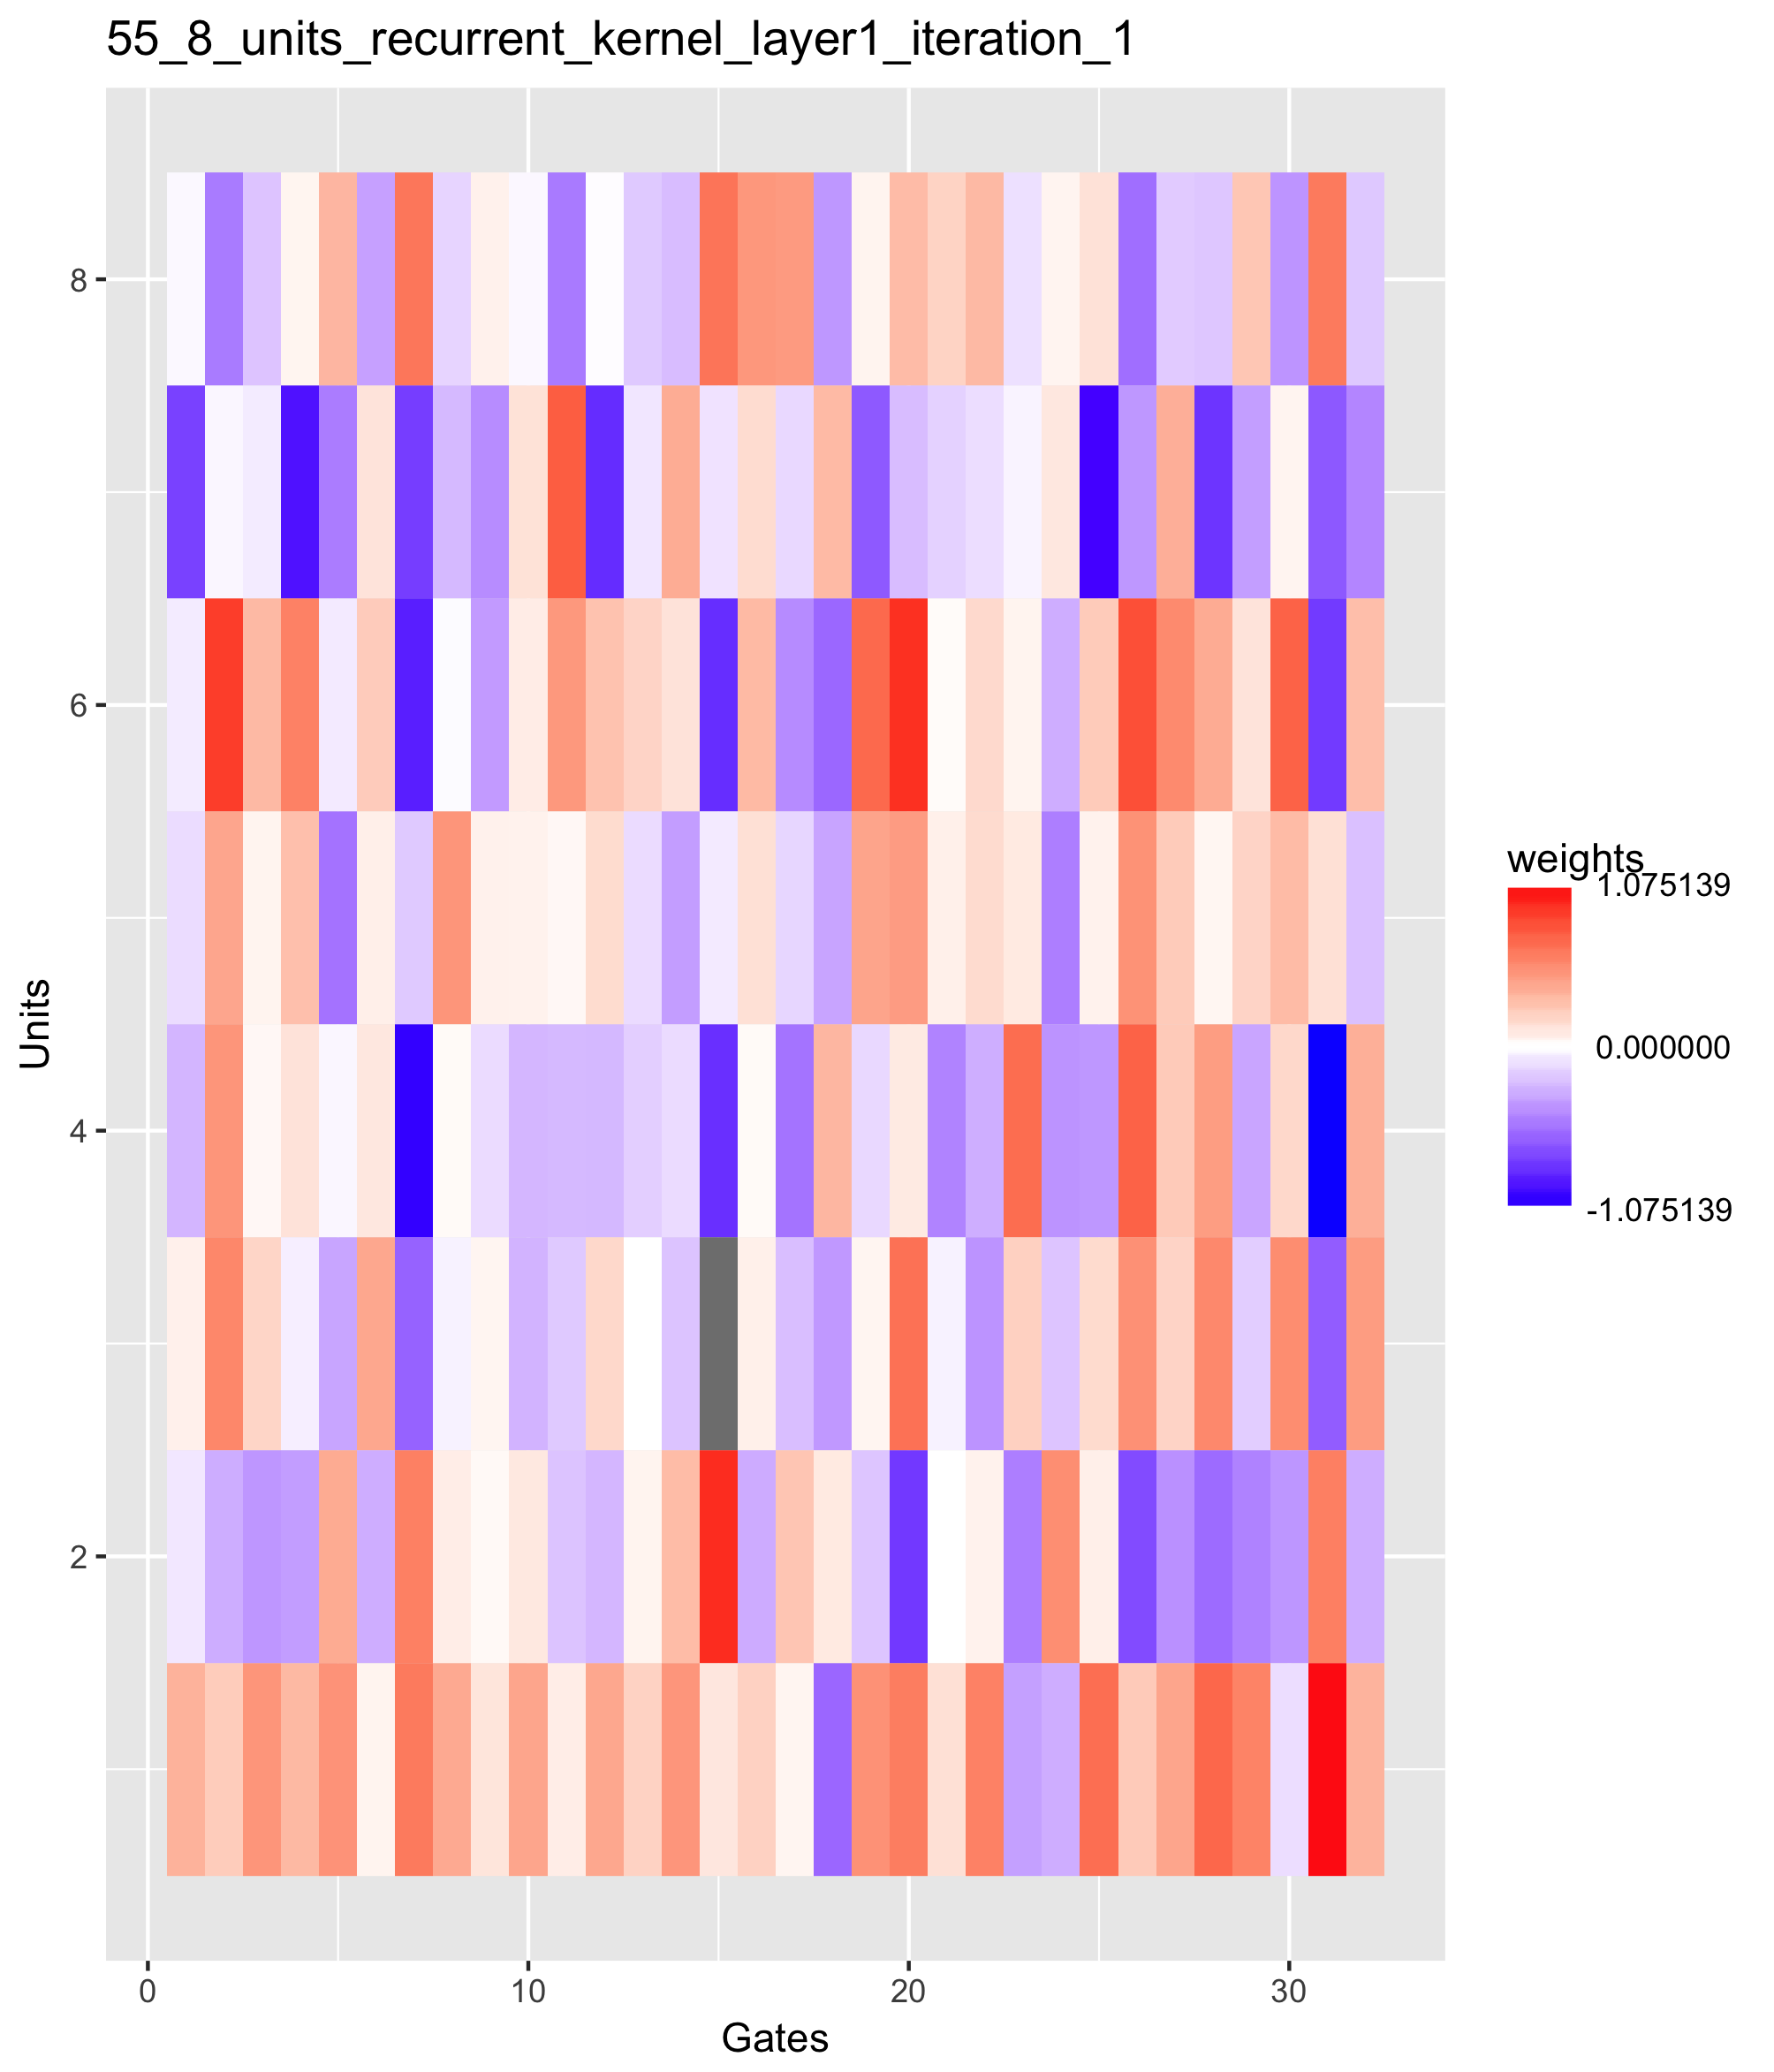 55_8_units_recurrent_kernel_layer1_iteration_1
8
6
4
2
Units
0 10 20 30
Gates
weights
1.075139
0.000000
-1.075139